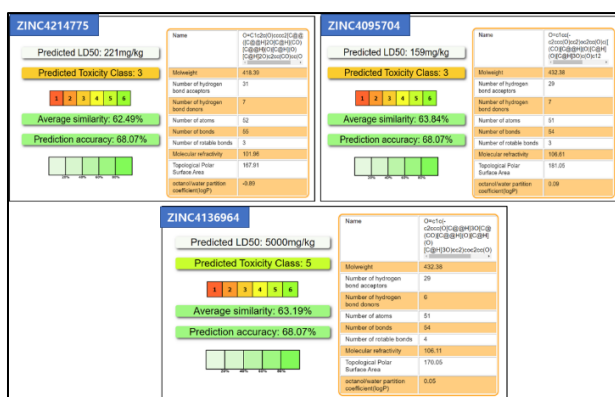 ZINC4214775
Predicted LD50: 221mg/kg
Predicted Toxicity Class: 3
1 2 3 4 5 6
Average similarity: 62.49%
Prediction accuracy: 68.07%
Name
Molweight 418.39
Number of hydrogen bond acceptors 31
Number of hydrogen bond donors 7
Number of atoms 52
Number of bonds 55
Number of rotable bonds 3
Molecular refractivity 101.96
Topological Polar Surface Area 167.91
octanol/water partition coefficient(logP) -0.89
ZINC4095704
Predicted LD50: 159mg/kg
Predicted Toxicity Class: 3
1 2 3 4 5 6
Average similarity: 63.84%
Prediction accuracy: 68.07%
Name
Molweight 432.38
Number of hydrogen bond acceptors 29
Number of hydrogen bond donors 7
Number of atoms 51
Number of bonds 54
Number of rotable bonds 3
Molecular refractivity 106.61
Topological Polar Surface Area 181.05
octanol/water partition coefficient(logP) 0.09
ZINC4136964
Predicted LD50: 5000mg/kg
Predicted Toxicity Class: 5
1 2 3 4 5 6
Average similarity: 63.19%
Prediction accuracy: 68.07%
Name
Molweight 432.38
Number of hydrogen bond acceptors 29
Number of hydrogen bond donors 6
Number of atoms 51
Number of bonds 54
Number of rotable bonds 4
Molecular refractivity 106.11
Topological Polar Surface Area 170.05
octanol/water partition coefficient(logP) 0.05